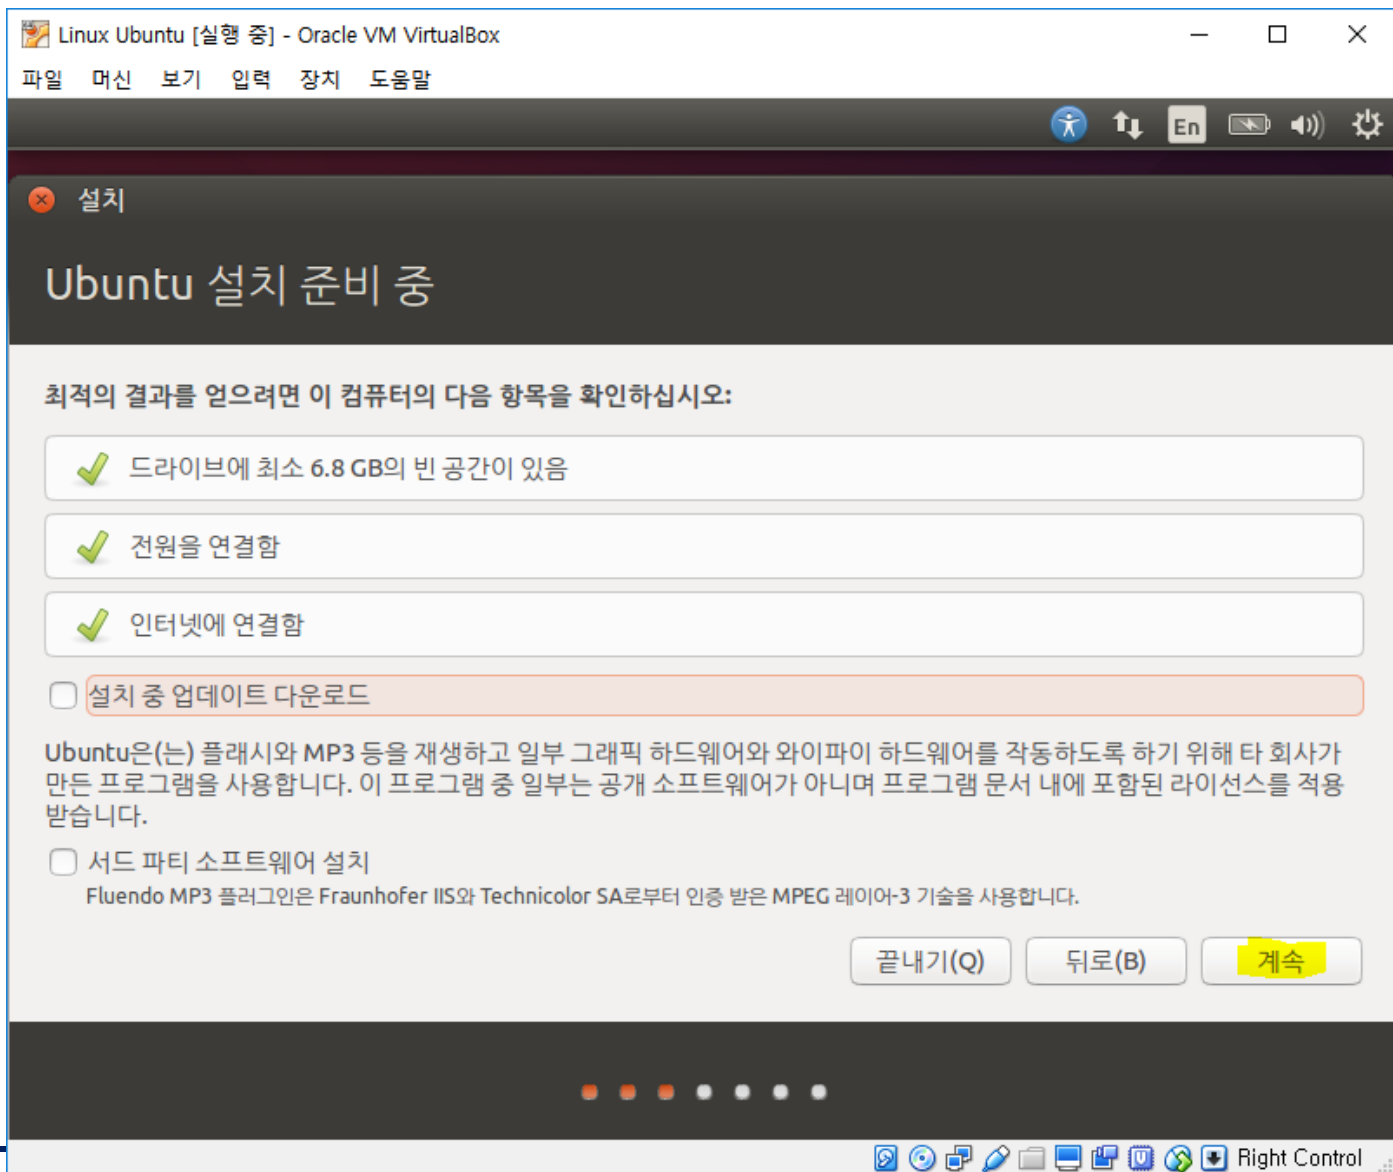 Linux Ubuntu [실행 중] - Oracle VM VirtualBox
파일 머신 보기 입력 장치 도움말
En
설치
Ubuntu 설치 준비 중
최적의 결과를 얻으려면 이 컴퓨터의 다음 항목을 확인하십시오:
드라이브에 최소 6.8 GB의 빈 공간이 있음
전원을 연결함
인터넷에 연결함
설치 중 업데이트 다운로드
Ubuntu은(는) 플래시와 MP3 등을 재생하고 일부 그래픽 하드웨어와 와이파이 하드웨어를 작동하도록 하기 위해 타 회사가
만든 프로그램을 사용합니다. 이 프로그램 중 일부는 공개 소프트웨어가 아니며 프로그램 문서 내에 포함된 라이선스를 적용
받습니다.
서드 파티 소프트웨어 설치
Fluendo MP3 플러그인은 Fraunhofer IIS와 Technicolor SA로부터 인증 받은 MPEG 레이어-3 기술을 사용합니다.
끝내기(Q) 뒤로(B) 계속
Right Control